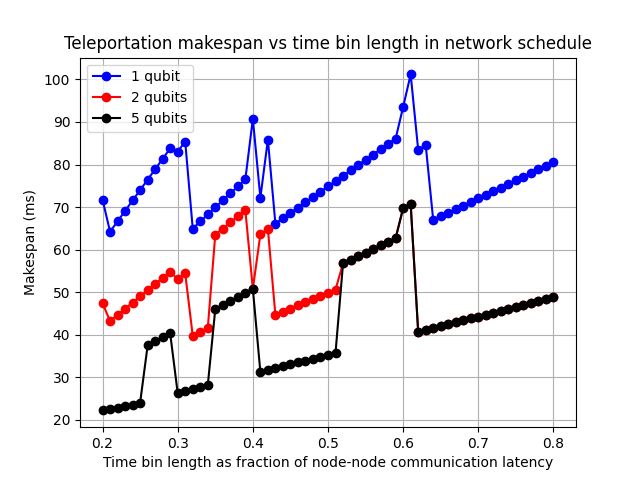 Teleportation makespan vs time bin length in network schedule
1 qubit
2 qubits
5 qubits
Makespan (ms)
100
90
80
70
60
50
40
30
20
0.2 0.3 0.4 0.5 0.6 0.7 0.8
Time bin length as fraction of node-node communication latency